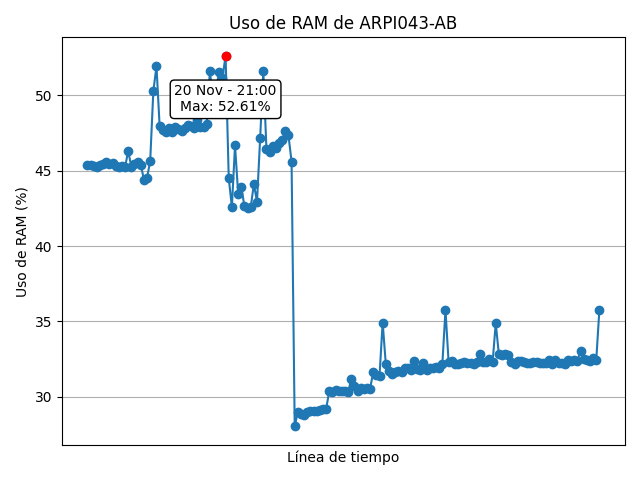 Uso de RAM de ARPI043-AB
50
45
40
35
30
20 Nov - 21:00
Max: 52.61%
Uso de RAM (%)
Línea de tiempo